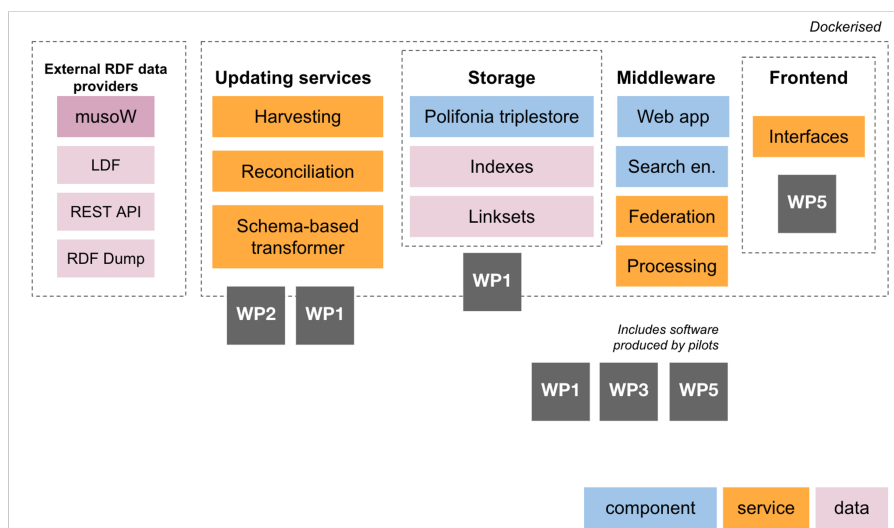 Dockerised
External RDF data
providers
musoW
LDF
REST API
RDF Dump
Updating services
Harvesting
Reconciliation
Schema-based
transformer
WP2
WP1
Storage
Polifonia triplestore
Indexes
Linksets
WP1
Middleware
Web app
Search en.
Federation
Processing
Frontend
Interfaces
WP5
Includes software
produced by pilots
WP1
WP3
WP5
component
service
data